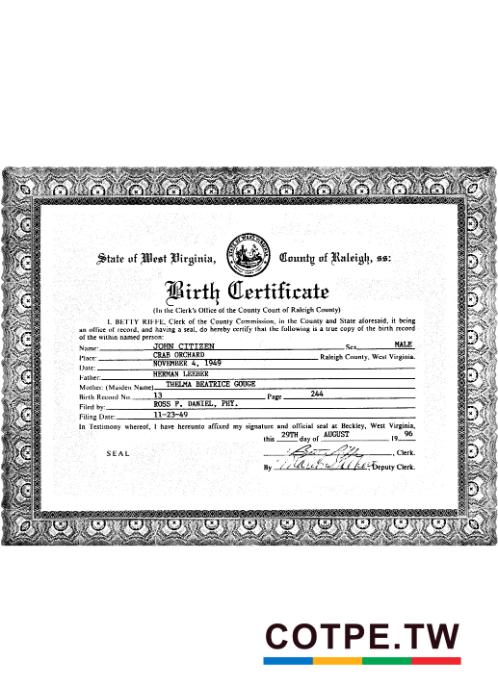 State of West Virginia, County of Raleigh, ss:
Birth Certificate
(In the Clerk's Office of the County Court of Raleigh County)
I, BETTY RIFFE, Clerk of the County Commission, in the County and State aforesaid, it being
an office of record, and having a seal, do hereby certify that the following is a true copy of the birth record
of the within named person:
Name: JOHN CITIZEN Sex MALE
Place: CRAB ORCHARD Raleigh County, West Virginia.
Date: NOVEMBER 4, 1949
Father: HERMAN LEEBER
Mother: (Maiden Name) THELMA BEATRICE GOUGE
Birth Record No. 13 Page 244
Filed by: ROSS P. DANIEL, PHY.
Filing Date: 11-23-49
In Testimony whereof, I have hereunto affixed my signature and official seal at Beckley, West Virginia,
this 29TH day of AUGUST 19 96
SEAL , Clerk.
By Deputy Clerk.
COTPE.TW